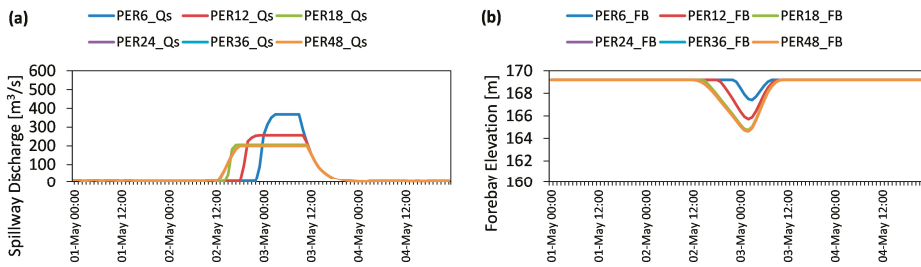 (a)
PER6_Qs PER12_Qs PER18_Qs
PER24_Qs PER36_Qs PER48_Qs
Spillway Discharge [m³/s]
600
500
400
300
200
100
0
01-May 00:00
01-May 12:00
02-May 00:00
02-May 12:00
03-May 00:00
03-May 12:00
04-May 00:00
04-May 12:00
(b)
PER6_FB PER12_FB PER18_FB
PER24_FB PER36_FB PER48_FB
Forebay Elevation [m]
170
168
166
164
162
160
01-May 00:00
01-May 12:00
02-May 00:00
02-May 12:00
03-May 00:00
03-May 12:00
04-May 00:00
04-May 12:00